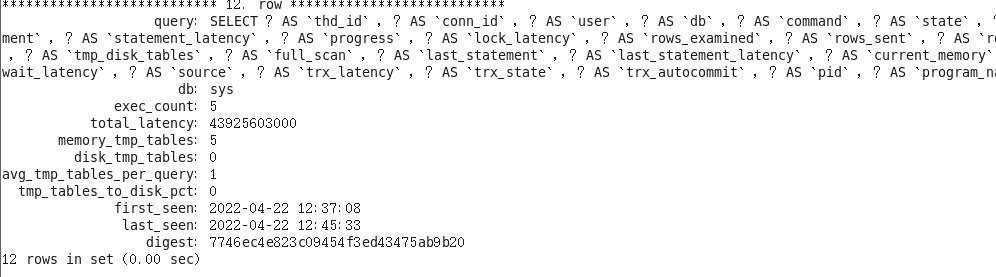 *************************** 12. row ***************************
query: SELECT ? AS `thd_id` , ? AS `conn_id` , ? AS `user` , ? AS `db` , ? AS `command` , ? AS `state` ,
ment` , ? AS `statement_latency` , ? AS `progress` , ? AS `lock_latency` , ? AS `rows_examined` , ? AS `rows_sent` , ? AS `ro
, ? AS `tmp_disk_tables` , ? AS `full_scan` , ? AS `last_statement` , ? AS `last_statement_latency` , ? AS `current_memory`
wait_latency` , ? AS `source` , ? AS `trx_latency` , ? AS `trx_state` , ? AS `trx_autocommit` , ? AS `pid` , ? AS `program_na
db: sys
exec_count: 5
total_latency: 43925603000
memory_tmp_tables: 5
disk_tmp_tables: 0
avg_tmp_tables_per_query: 1
tmp_tables_to_disk_pct: 0
first_seen: 2022-04-22 12:37:08
last_seen: 2022-04-22 12:45:33
digest: 7746ec4e823c09454f3ed43475ab9b20
12 rows in set (0.00 sec)